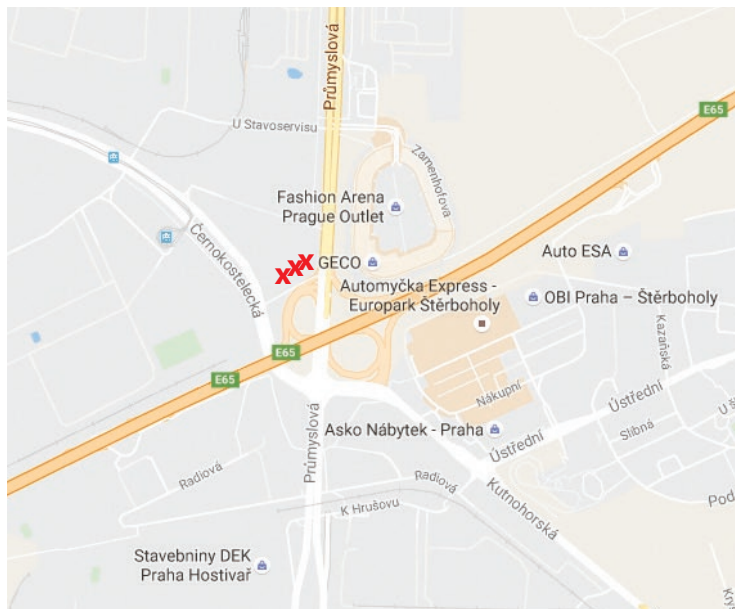 Průmyslová
E65
U Stavoservisu
Zamenhofova
Fashion Arena
Prague Outlet
Černokostelecká
xxx
GECO
Auto ESA
Automyčka Express -
Europark Štěrboholy
OBI Praha – Štěrboholy
Kazaňská
E65
E65
Nákupní
Ústřední
U š
Slibná
Průmyslová
Asko Nábytek - Praha
Ústřední
Radiová
Radiová
Kutnohorská
Pod
K Hrušovu
Stavebniny DEK
Praha Hostivař